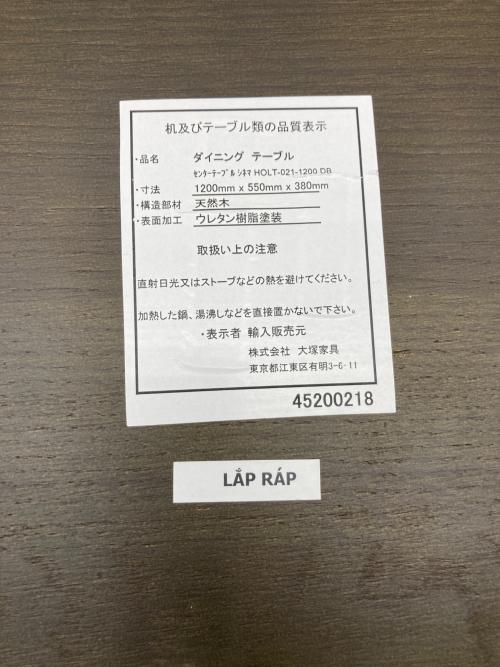 机及びテーブル類の品質表示
・品名 ダイニング テーブル
ｾﾝﾀｰﾃｰﾌﾞﾙ ｼﾈﾏ HOLT-021-1200 DB
・寸法 1200mm x 550mm x 380mm
・構造部材 天然木
・表面加工 ウレタン樹脂塗装
取扱い上の注意
直射日光又はストーブなどの熱を避けてください。
加熱した鍋、湯沸しなどを直接置かないで下さい。
・表示者 輸入販売元
株式会社 大塚家具
東京都江東区有明3-6-11
45200218
LẮP RÁP